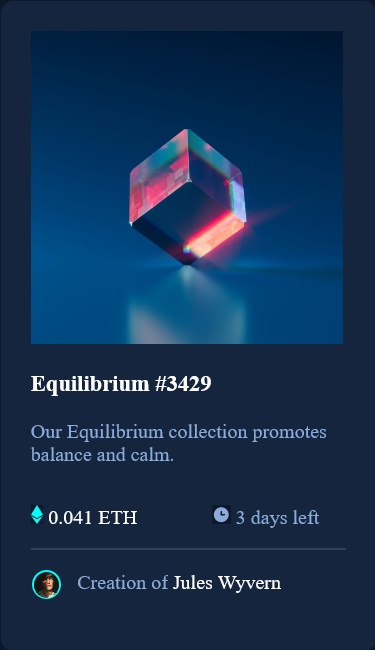 Equilibrium #3429
Our Equilibrium collection promotes
balance and calm.
0.041 ETH
3 days left
Creation of Jules Wyvern